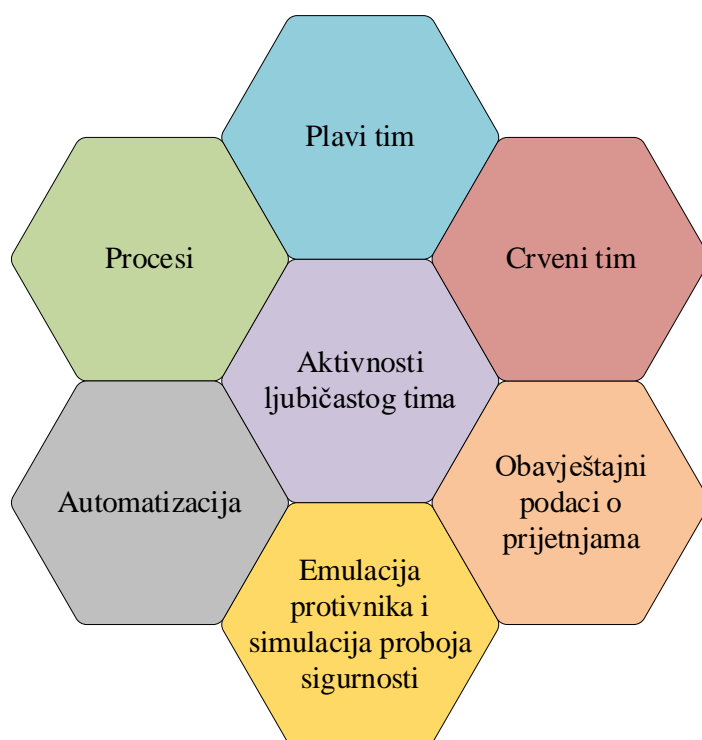 Plavi tim
Procesi
Crveni tim
Aktivnosti
ljubičastog tima
Automatizacija
Obavještajni
podaci o
prijetnjama
Emulacija
protivnika i
simulacija proboja
sigurnosti